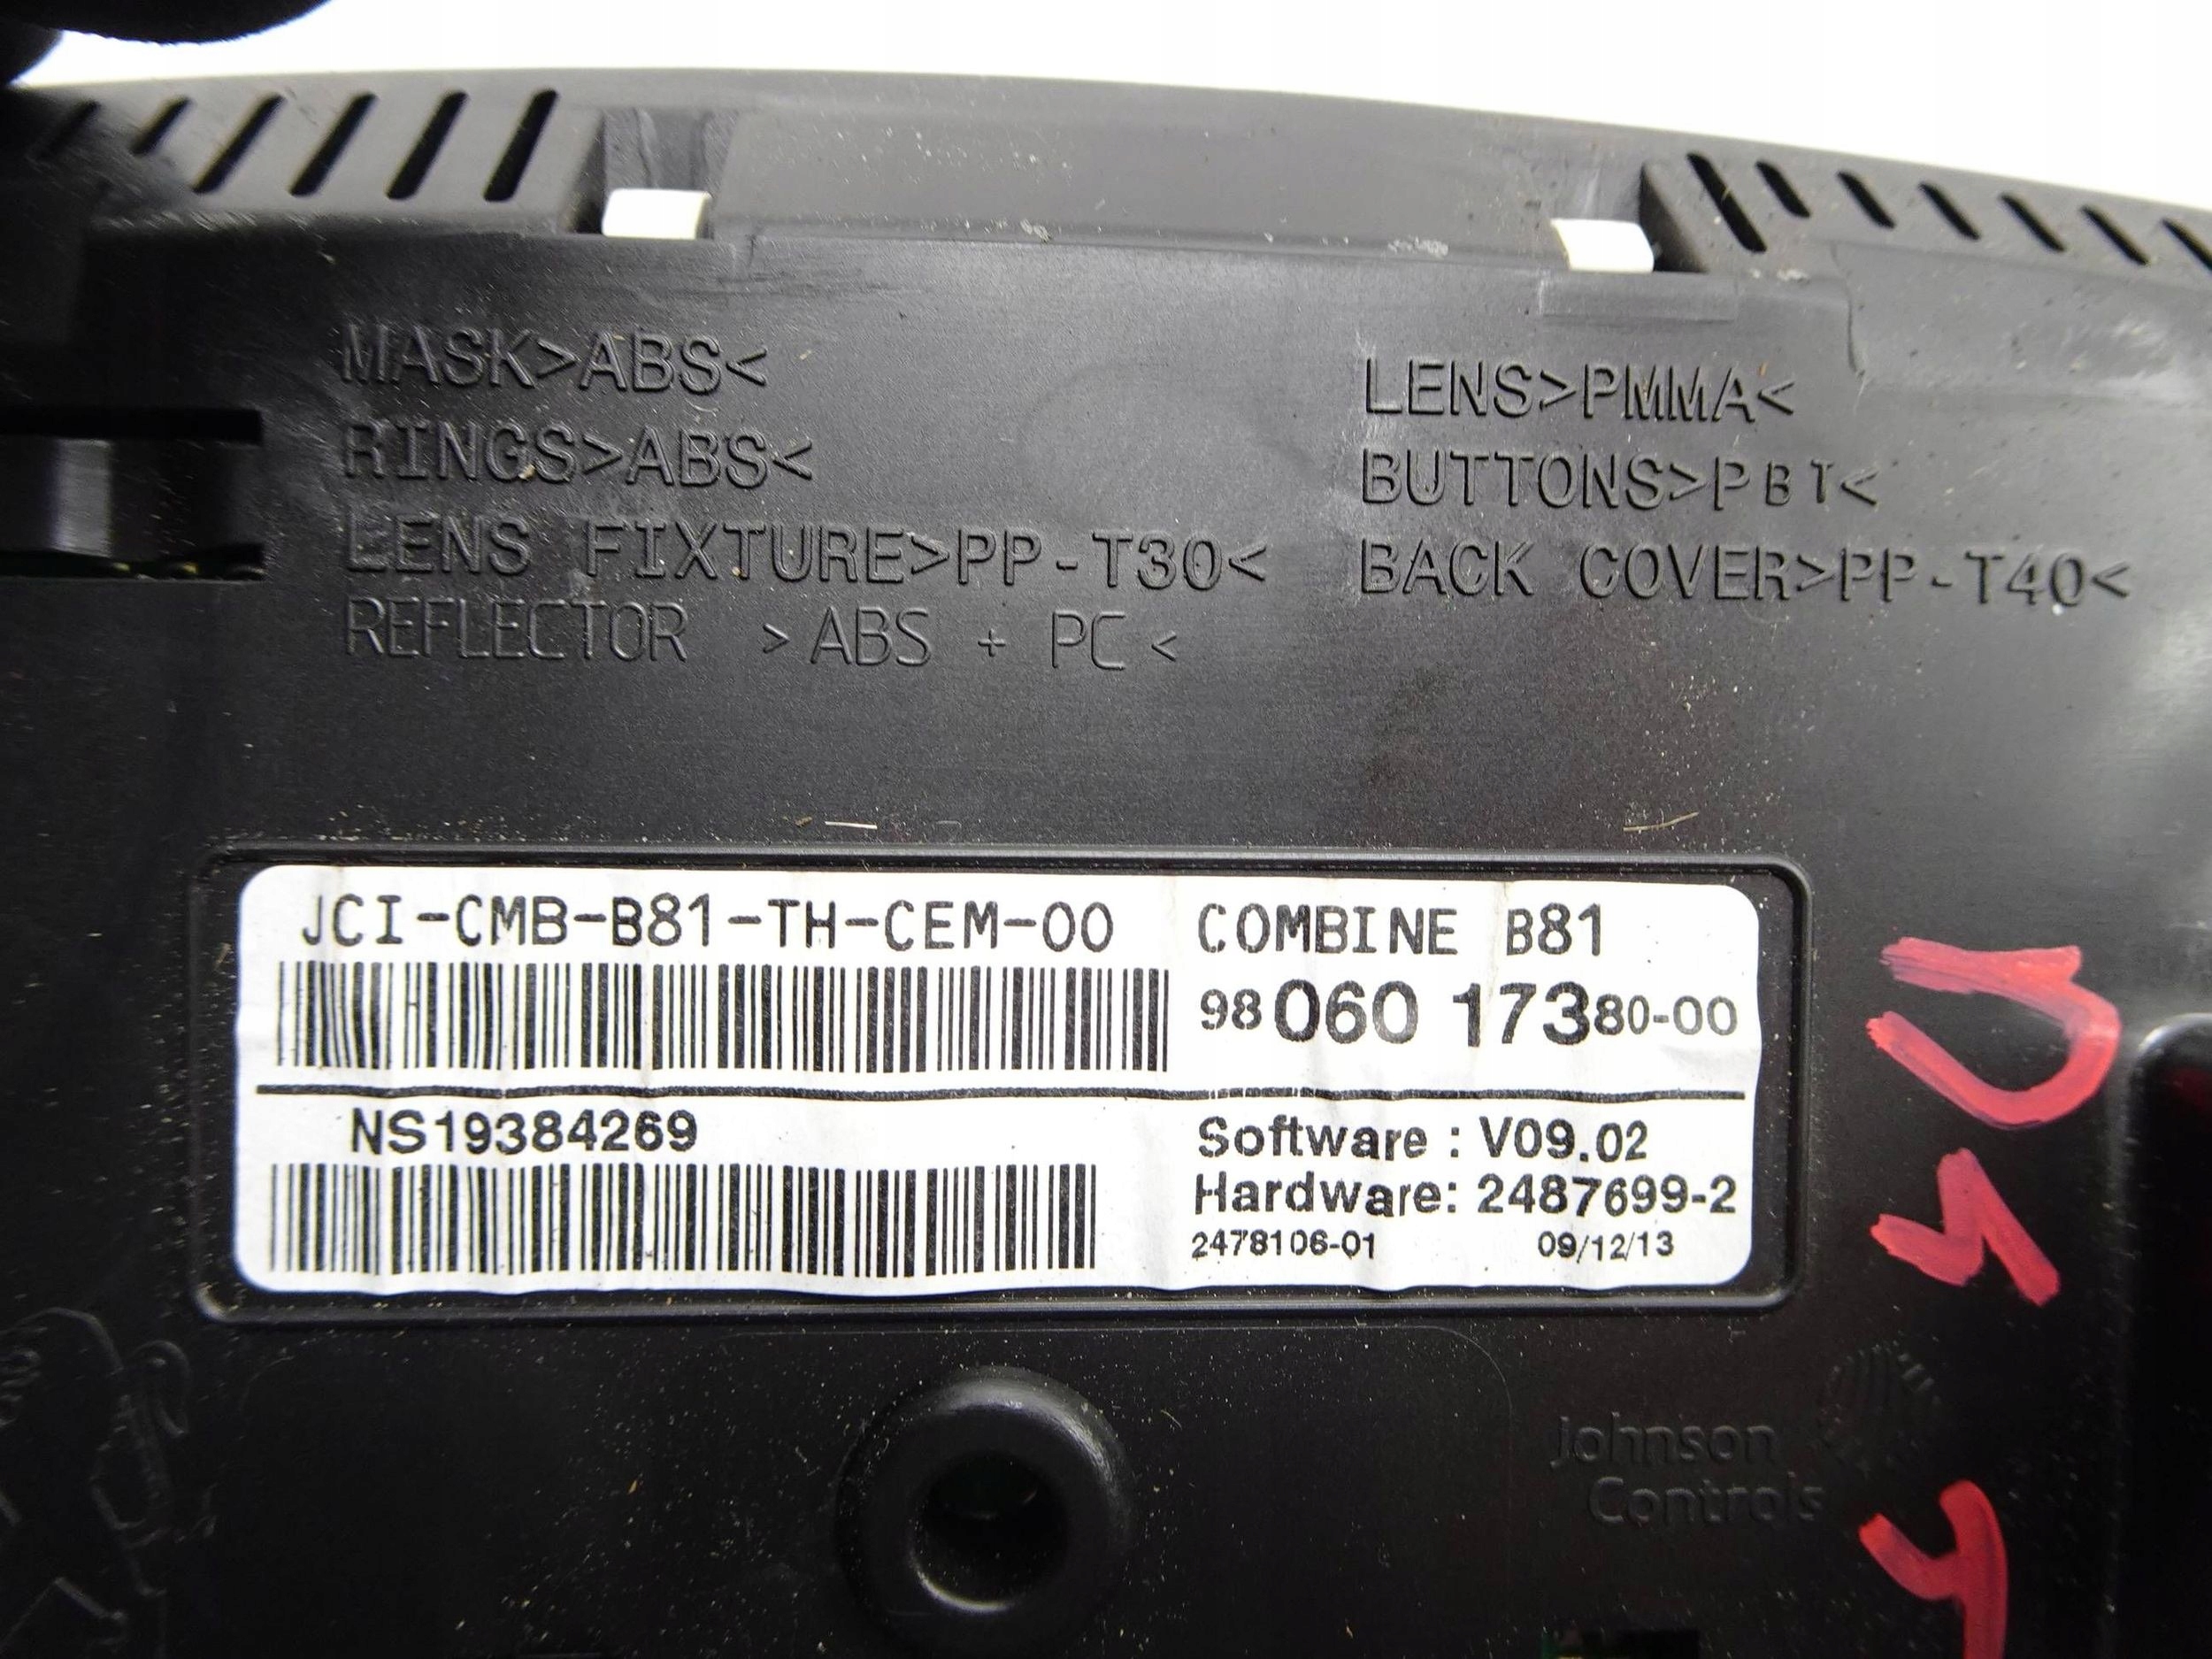 MASK>ABS<
RINGS>ABS<
LENS FIXTURE>PP-T30<
REFLECTOR >ABS + PC<
LENS>PMMA<
BUTTONS>PBT<
BACK COVER>PP-T40<
JCI-CMB-B81-TH-CEM-00
COMBINE B81
98 060 17380-00
NS19384269
Software : V09.02
Hardware: 2487699-2
2478106-01 09/12/13
Johnson
Controls